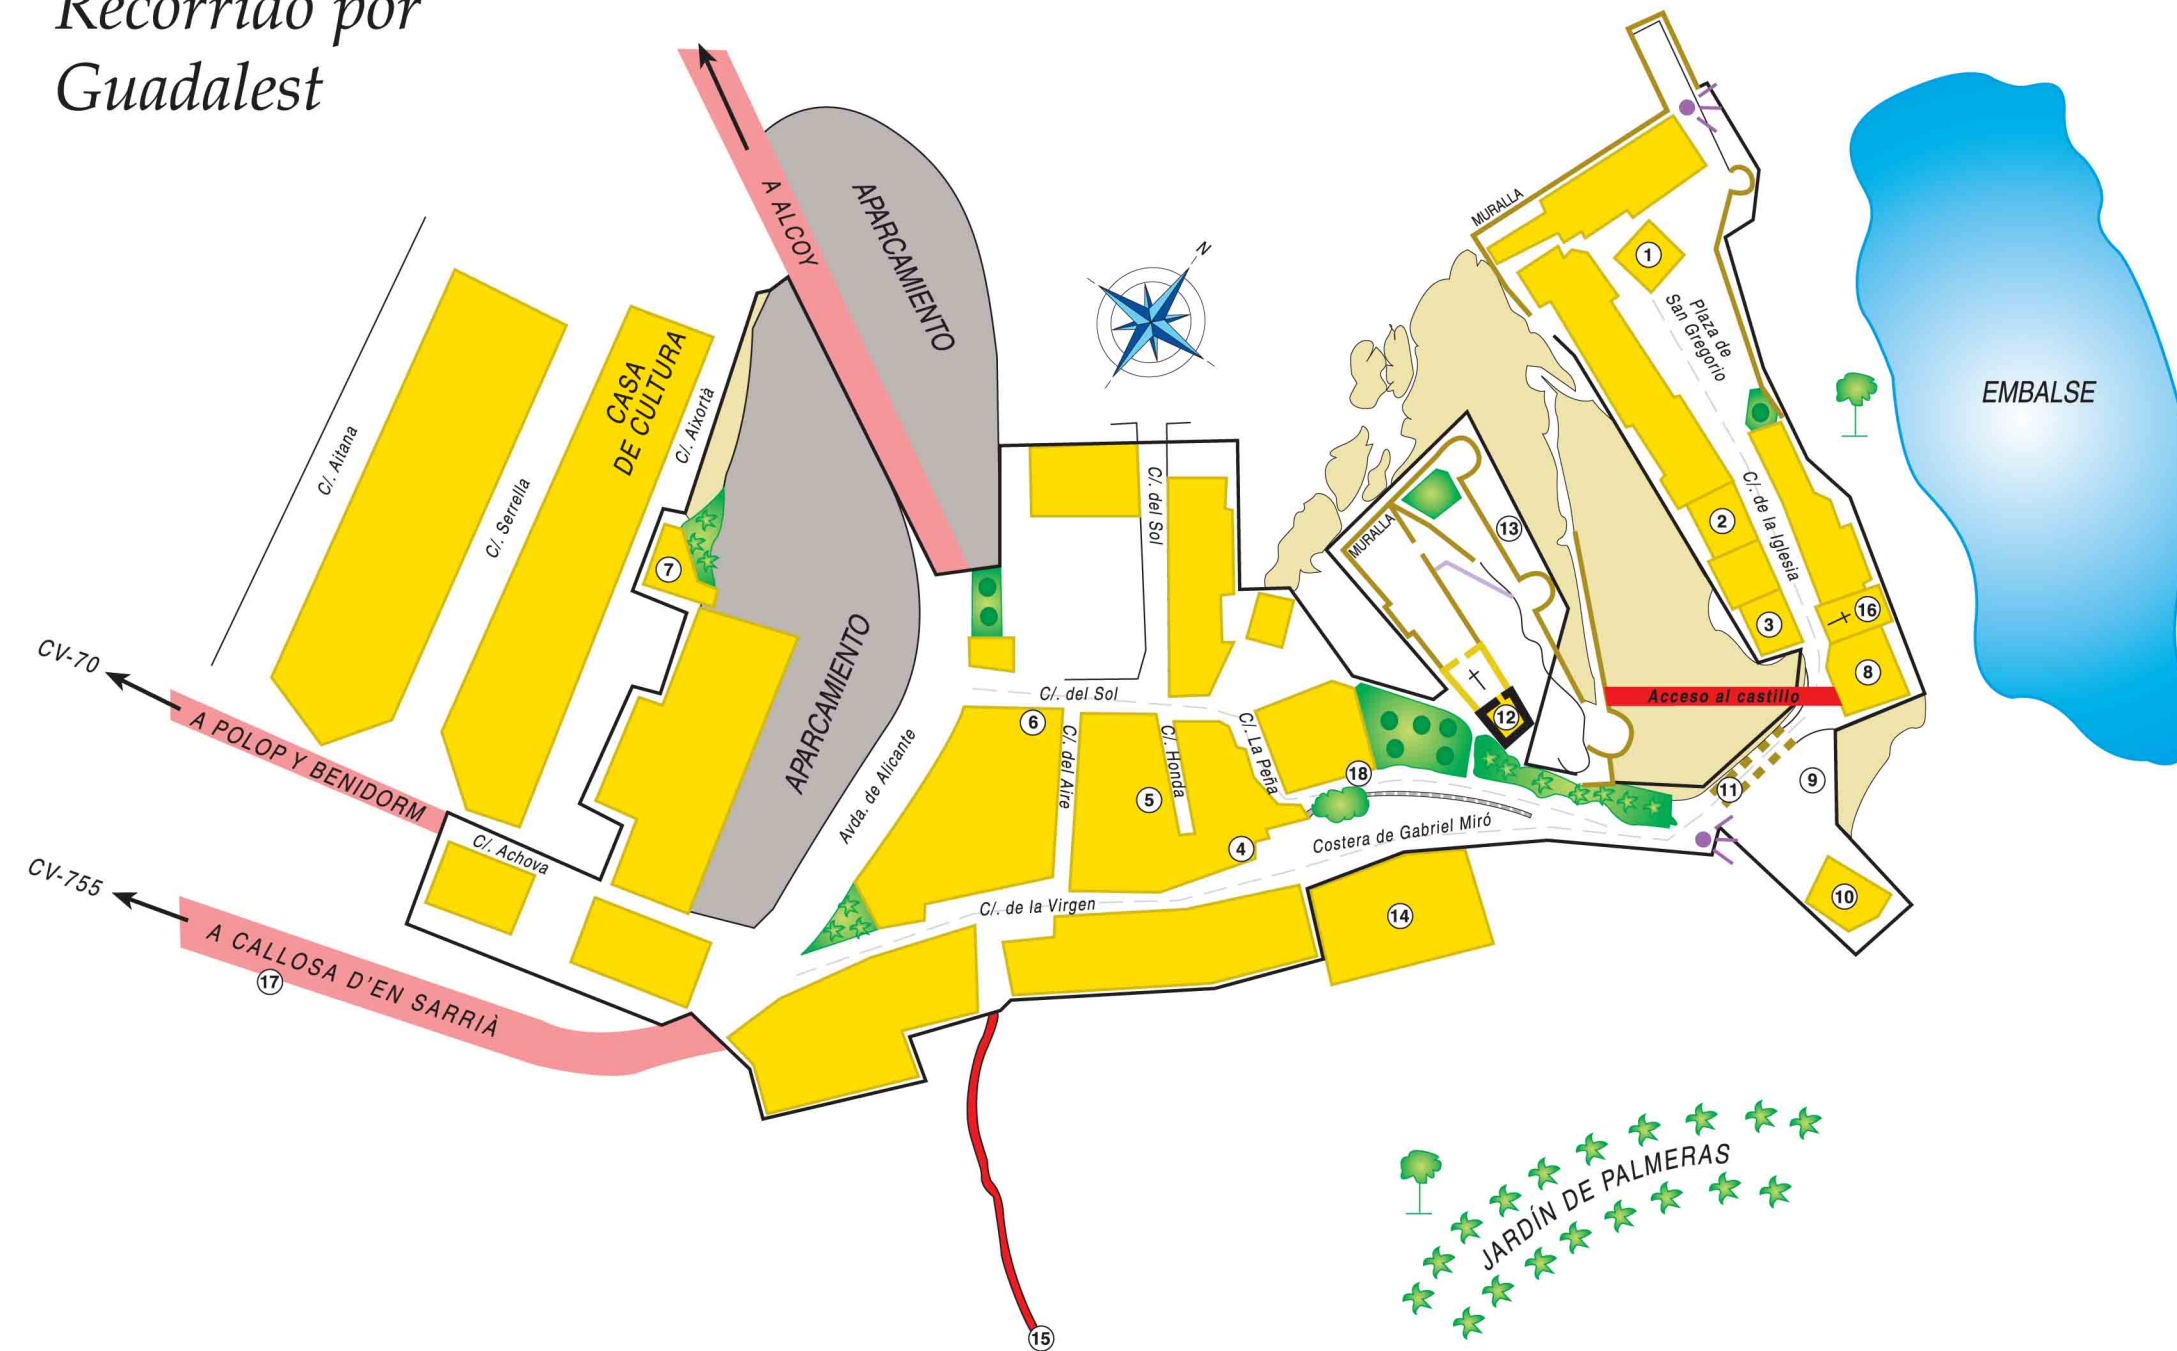 Recorrido por
Guadalest
A ALCOY
APARCAMIENTO
N
MURALLA
1
Plaza de
San Gregorio
EMBALSE
C/. Aitana
C/. Serrella
CASA
DE CULTURA
C/. Aixortà
7
APARCAMIENTO
C/. del Sol
MURALLA
13
2
C/. de la Iglesia
3
16
8
Acceso al castillo
12
CV-70
A POLOP Y BENIDORM
C/. del Sol
6
C/. del Aire
C/. Honda
C/. La Peña
18
5
4
Avda. de Alicante
Costera de Gabriel Miró
11
9
10
C/. Achova
CV-755
A CALLOSA D'EN SARRIÀ
17
C/. de la Virgen
14
15
JARDÍN DE PALMERAS